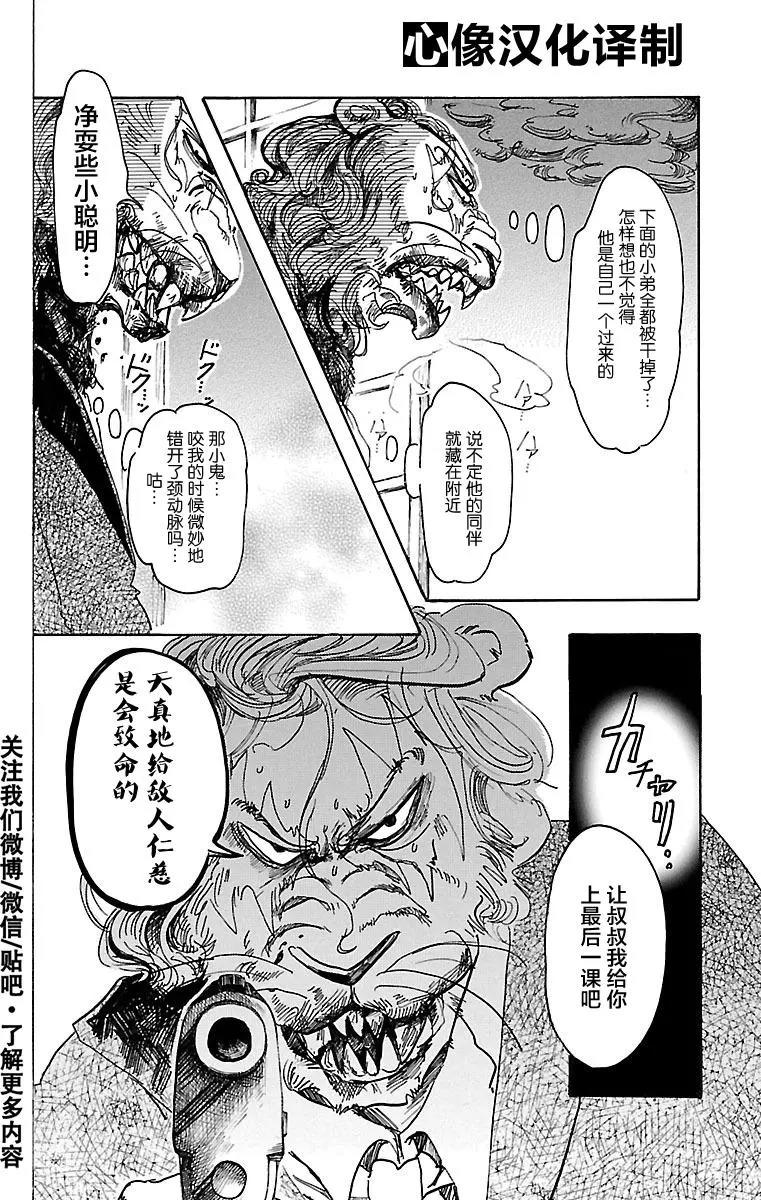 心像汉化译制
下面的小弟全都被干掉了…
怎样想也不觉得
他是自己一个过来的
ハァ
ハァ
说不定他的同伴
就藏在附近
净耍些小聪明…
ドク…
ドク…
那小鬼…
咬我的时候微妙地
错开了颈动脉吗…
咕…
カチャリ…
让叔叔我给你
上最后一课吧
天真地给敌人仁慈
是会致命的
关注我们微博/微信/贴吧·了解更多内容